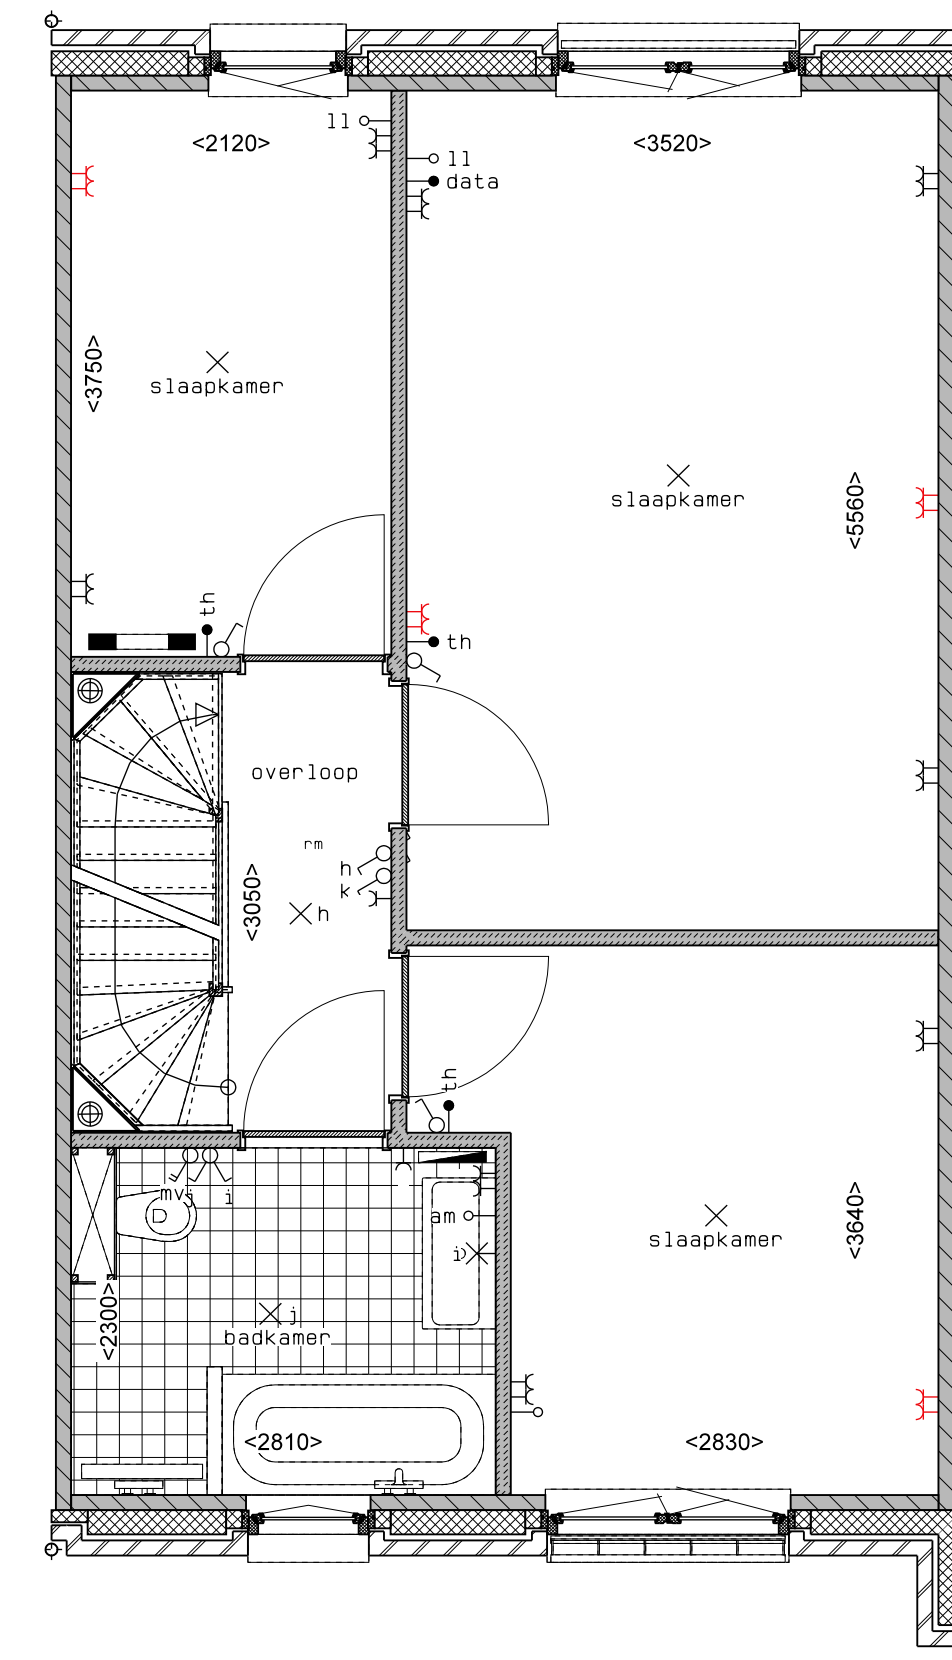 ll
<2120>
<3520>
ll
data
<3750>
slaapkamer
slaapkamer
<5560>
th
th
overloop
rm
h
k
<3050>
h
th
mv
j
i
am
i
slaapkamer
<3640>
<2300>
j
badkamer
<2810>
<2830>